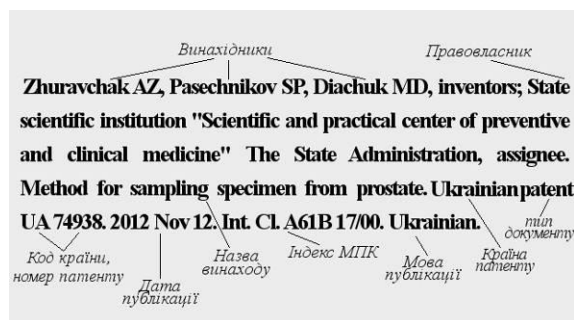 Винахідники
Правовласник
Zhuravchak AZ, Pasechnikov SP, Diachuk MD, inventors; State
scientific institution "Scientific and practical center of preventive
and clinical medicine" The State Administration, assignee.
Method for sampling specimen from prostate. Ukrainian patent
UA 74938. 2012 Nov 12. Int. Cl. A61B 17/00. Ukrainian.
Код країни,
номер патенту
Дата
публікації
Назва
винаходу
Індекс МПК
Мова
публікації
Країна
патенту
тип
документу